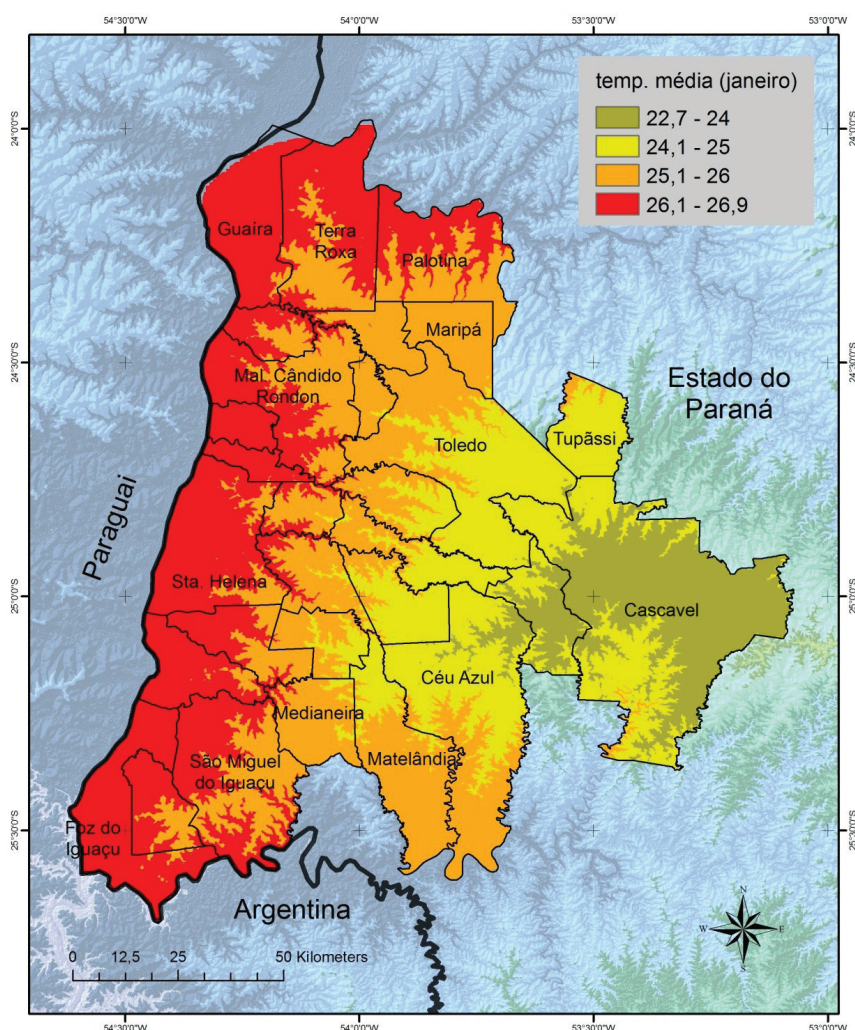 54°30'0"S
54°0'0"S
53°30'0"S
53°0'0"S
temp. média (janeiro)
22,7 - 24
24,1 - 25
25,1 - 26
26,1 - 26,9
24°0'0"S
24°0'0"S
Guaíra
Terra
Roxa
Palotina
Maripá
24°30'0"S
24°30'0"S
Mal. Cândido
Rondon
Estado do
Paraná
Toledo
Tupãssi
Paraguai
Sta. Helena
25°0'0"S
25°0'0"S
Cascavel
Céu Azul
Medianeira
São Miguel
do Iguaçu
Matelândia
25°30'0"S
25°30'0"S
Foz do
Iguaçu
Argentina
N
W
E
S
0 12,5 25 50 Kilometers
54°30'0"S
54°0'0"S
53°30'0"S
53°0'0"S